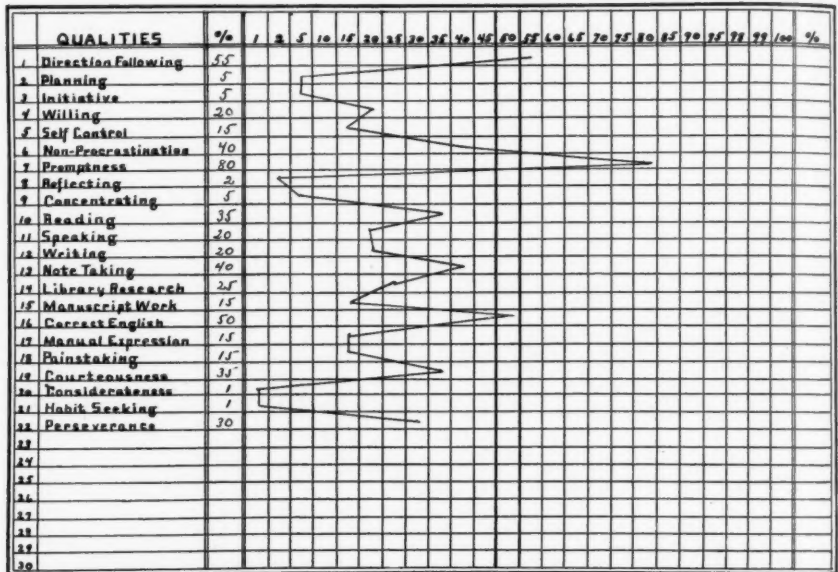 QUALITIES % 1 2 5 10 15 20 25 30 35 40 45 50 55 60 65 70 75 80 85 90 95 98 99 100 %
1 Direction Following 55
2 Planning 5
3 Initiative 5
4 Willing 20
5 Self Control 15
6 Non-Procrastination 40
7 Promptness 80
8 Reflecting 2
9 Concentrating 5
10 Reading 35
11 Speaking 20
12 Writing 20
13 Note Taking 40
14 Library Research 25
15 Manuscript Work 15
16 Correct English 50
17 Manual Expression 15
18 Painstaking 15
19 Courteousness 35
20 Considerateness 1
21 Habit Seeking 1
22 Perseverance 30
23
24
25
26
27
28
29
30